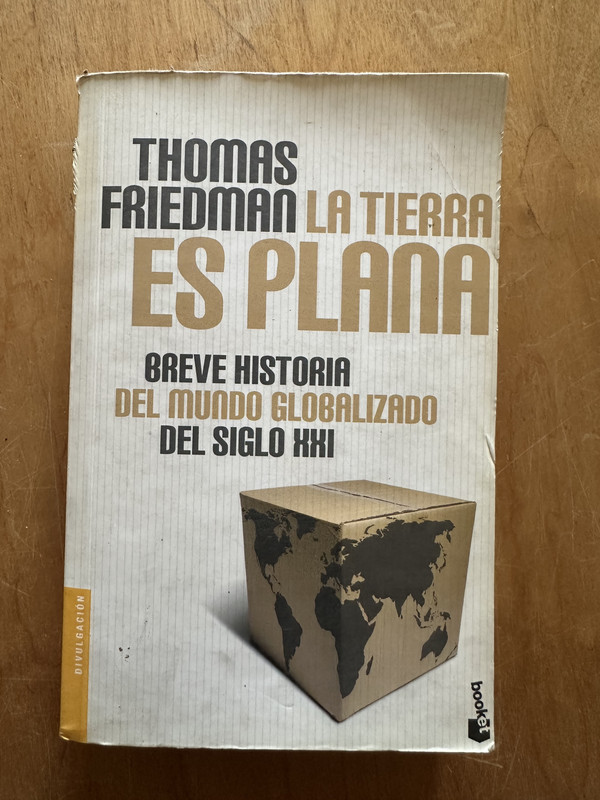 THOMAS
FRIEDMAN LA TIERRA
ES PLANA
BREVE HISTORIA
DEL MUNDO GLOBALIZADO
DEL SIGLO XXI
DIVULGACIÓN
booket